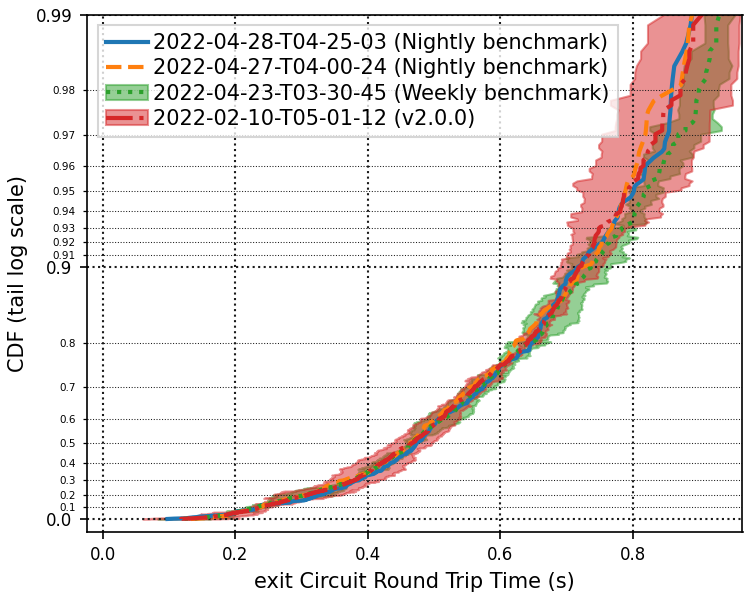 0.99
2022-04-28-T04-25-03 (Nightly benchmark)
2022-04-27-T04-00-24 (Nightly benchmark)
2022-04-23-T03-30-45 (Weekly benchmark)
2022-02-10-T05-01-12 (v2.0.0)
0.98
0.97
0.96
0.95
0.94
0.93
0.92
0.91
0.9
0.8
0.7
0.6
0.5
0.4
0.3
0.2
0.1
0.0
CDF (tail log scale)
0.0 0.2 0.4 0.6 0.8
exit Circuit Round Trip Time (s)